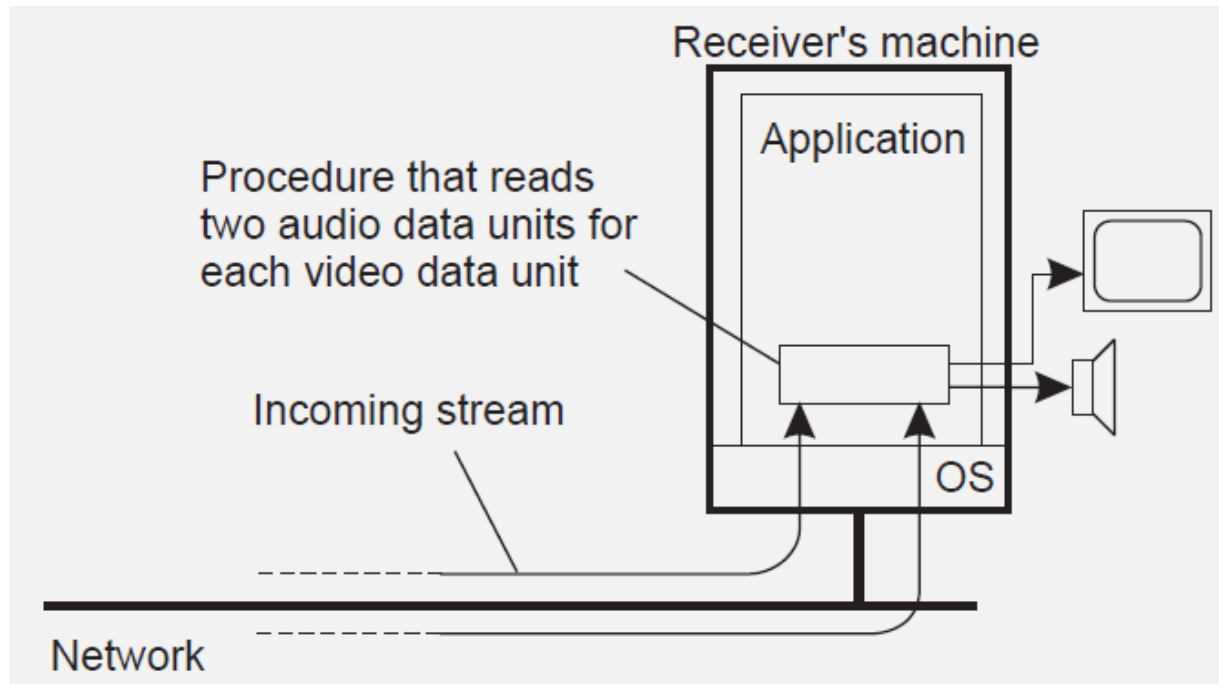 Receiver's machine
Application
Procedure that reads
two audio data units for
each video data unit
Incoming stream
OS
Network